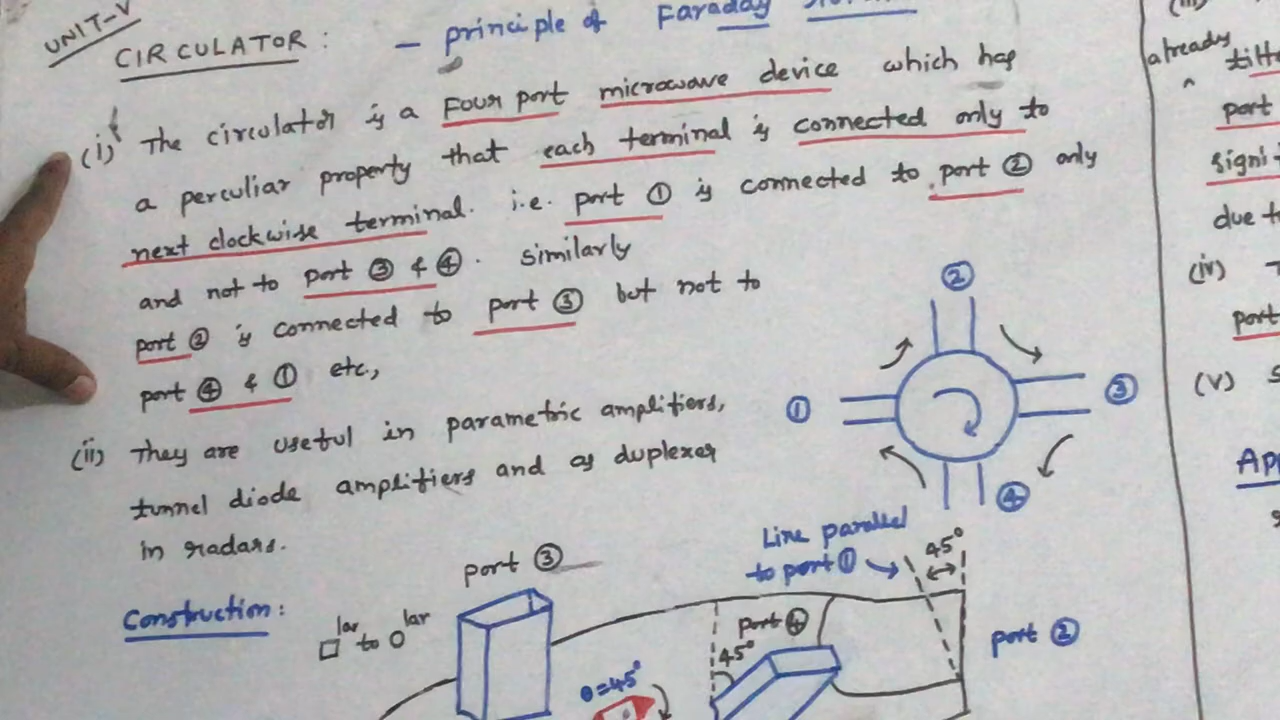 UNIT-V
CIRCULATOR : - principle of Faraday
(i) The circulator is a Four port microwave device which has
a perculiar property that each terminal is connected only to
next clockwise terminal. i.e. port ① is connected to port ② only
and not to port ③ & ④. similarly
port ② is connected to port ③ but not to
port ④ & ① etc,
(ii) They are useful in parametric amplifiers,
tunnel diode amplifiers and as duplexer
in radars.
②
①
③
④
Construction :
□lar to Olar
port ③
Line parallel
to port ①
45°
port ④
45°
θ=45°
port ②
(iii)
already
port
signi
due to
(iv)
port
(v)